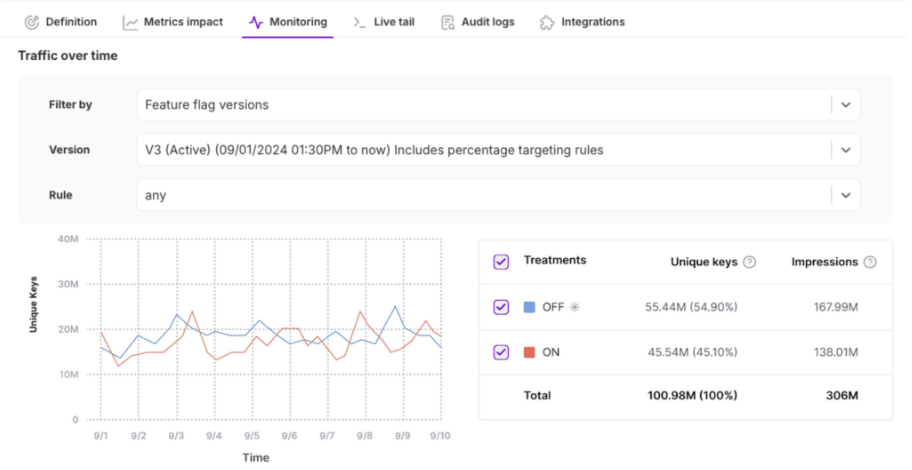 Definition Metrics impact Monitoring Live tail Audit logs Integrations
Traffic over time
Filter by Feature flag versions
Version V3 (Active) (09/01/2024 01:30PM to now) Includes percentage targeting rules
Rule any
40M
30M
20M
10M
0
Unique Keys
9/1 9/2 9/3 9/4 9/5 9/6 9/7 9/8 9/9 9/10
Time
Treatments Unique keys ? Impressions ?
OFF 55.44M (54.90%) 167.99M
ON 45.54M (45.10%) 138.01M
Total 100.98M (100%) 306M